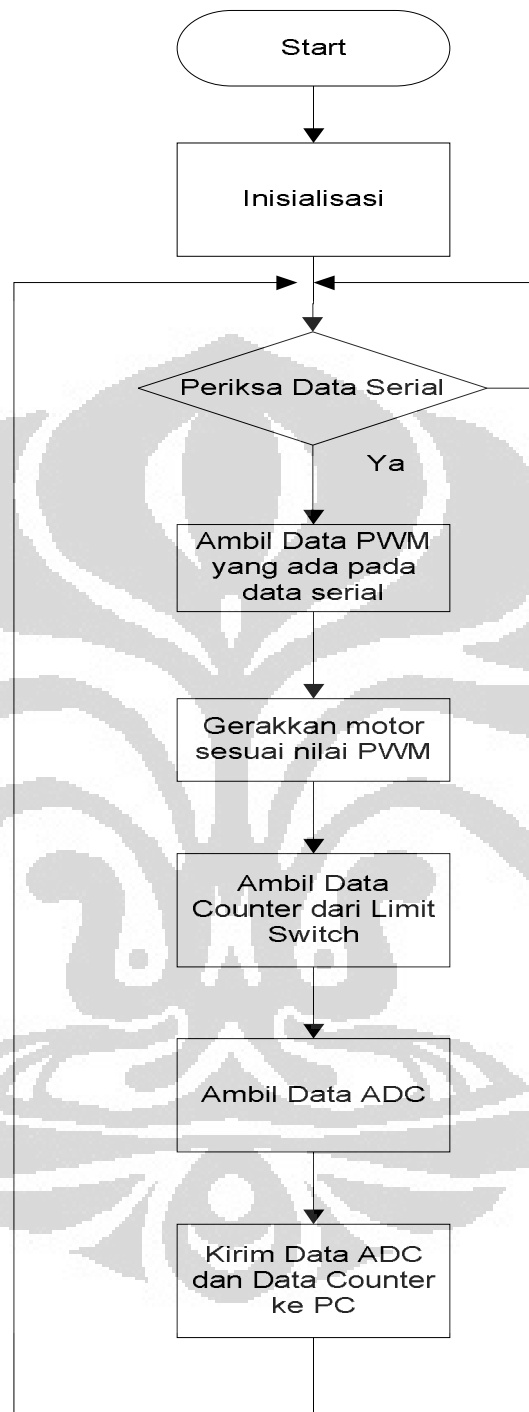 Start
Inisialisasi
Periksa Data Serial
Ya
Ambil Data PWM
yang ada pada
data serial
Gerakkan motor
sesuai nilai PWM
Ambil Data
Counter dari Limit
Switch
Ambil Data ADC
Kirim Data ADC
dan Data Counter
ke PC